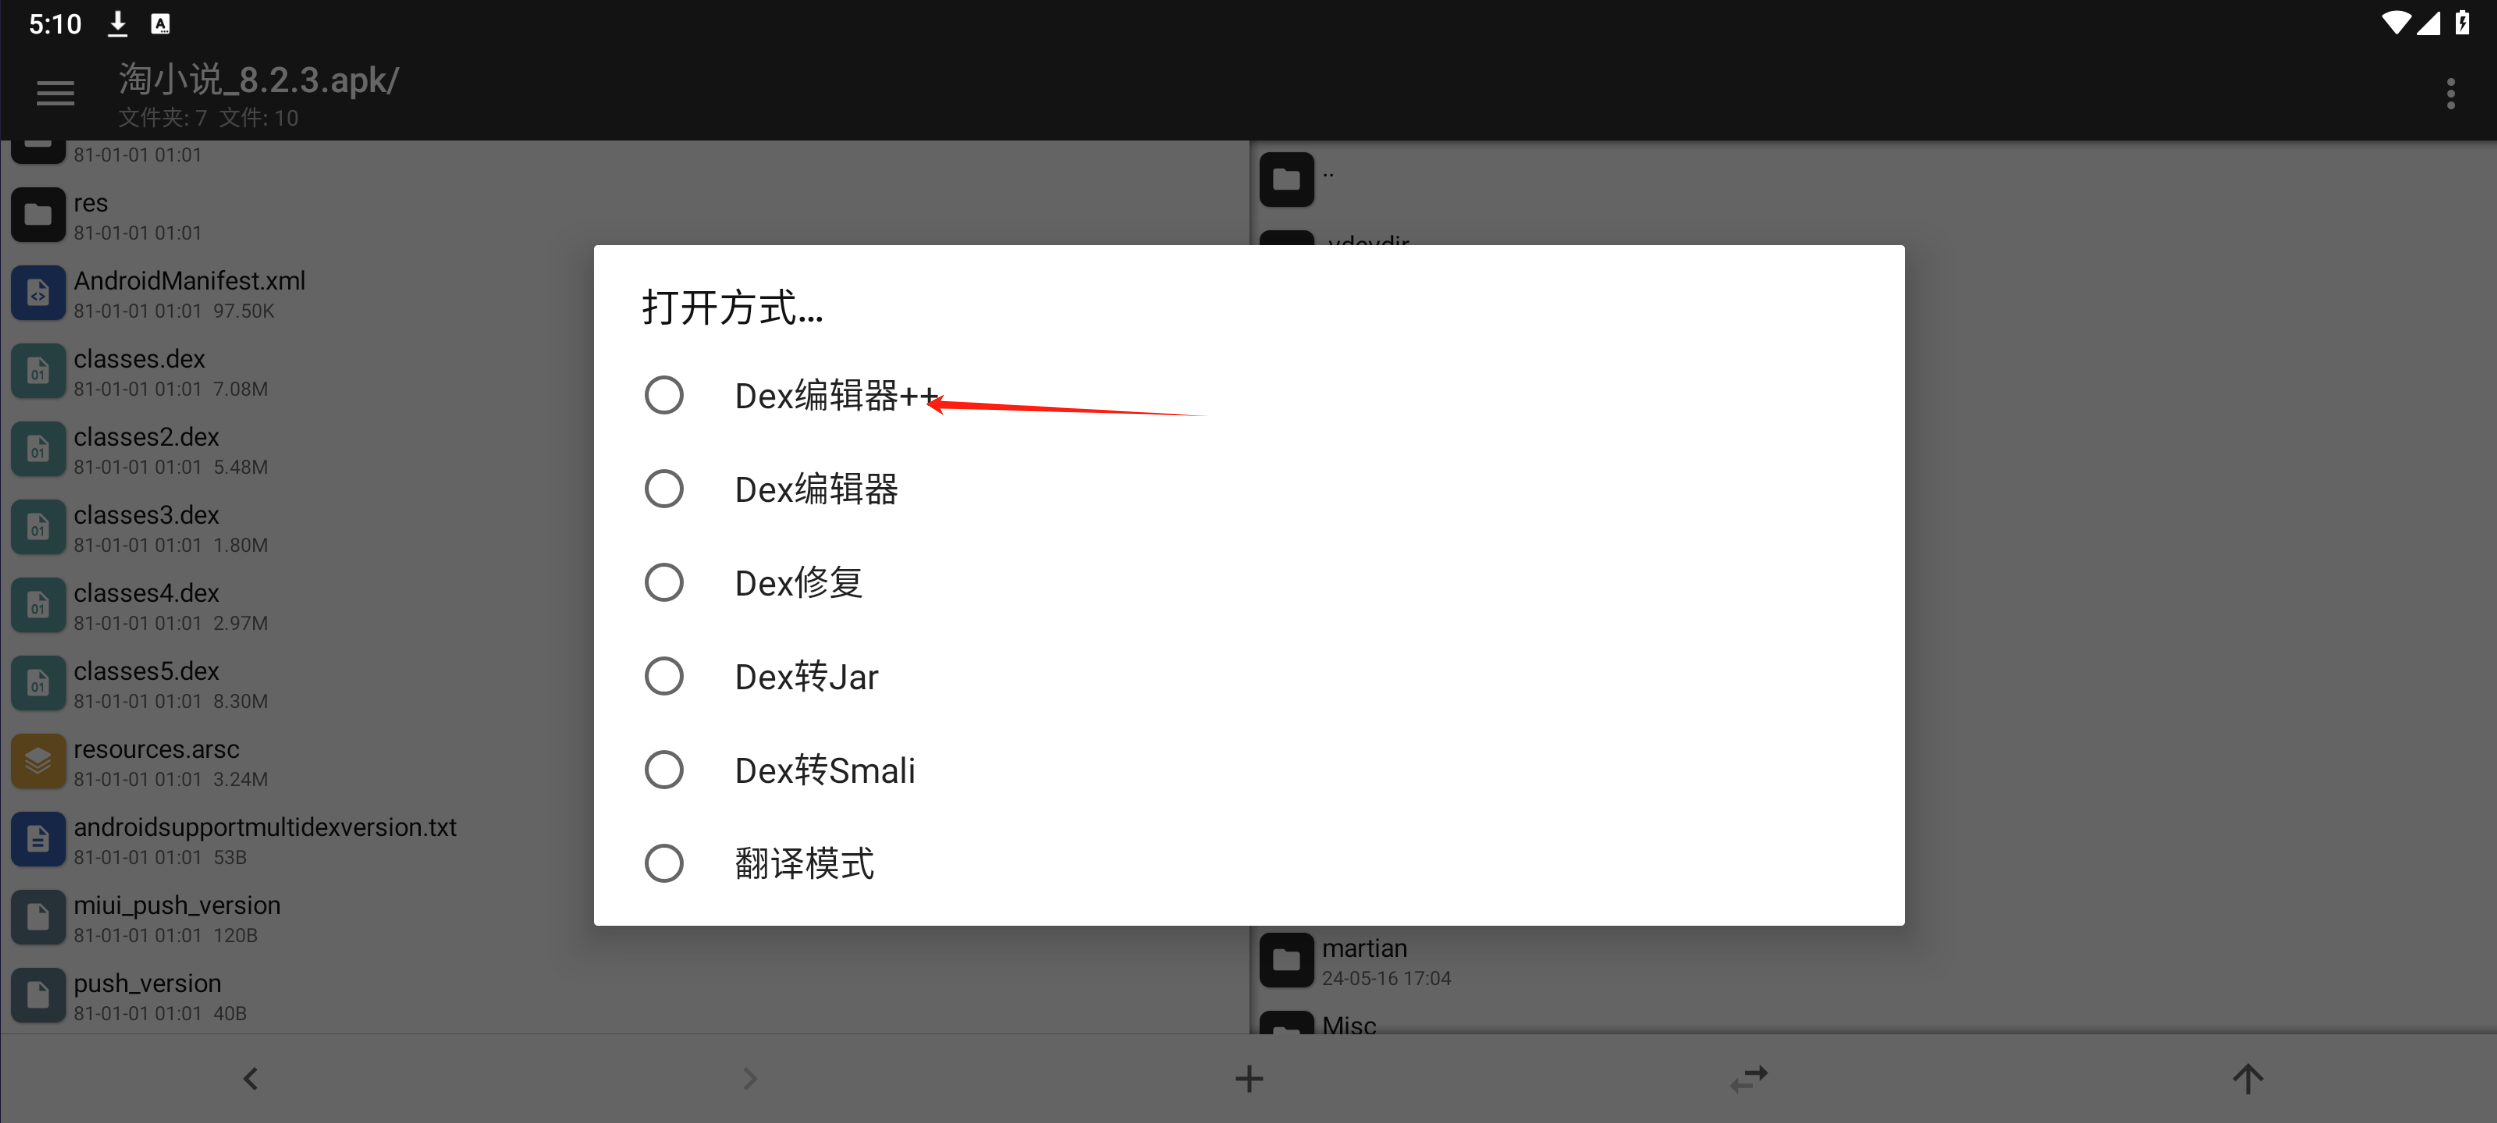 5:10
淘小说_8.2.3.apk/
文件夹: 7 文件: 10
81-01-01 01:01
res
81-01-01 01:01
AndroidManifest.xml
81-01-01 01:01 97.50K
classes.dex
81-01-01 01:01 7.08M
classes2.dex
81-01-01 01:01 5.48M
classes3.dex
81-01-01 01:01 1.80M
classes4.dex
81-01-01 01:01 2.97M
classes5.dex
81-01-01 01:01 8.30M
resources.arsc
81-01-01 01:01 3.24M
androidsupportmultidexversion.txt
81-01-01 01:01 53B
miui_push_version
81-01-01 01:01 120B
push_version
81-01-01 01:01 40B
..
打开方式...
Dex编辑器++
Dex编辑器
Dex修复
Dex转Jar
Dex转Smali
翻译模式
martian
24-05-16 17:04
Misc